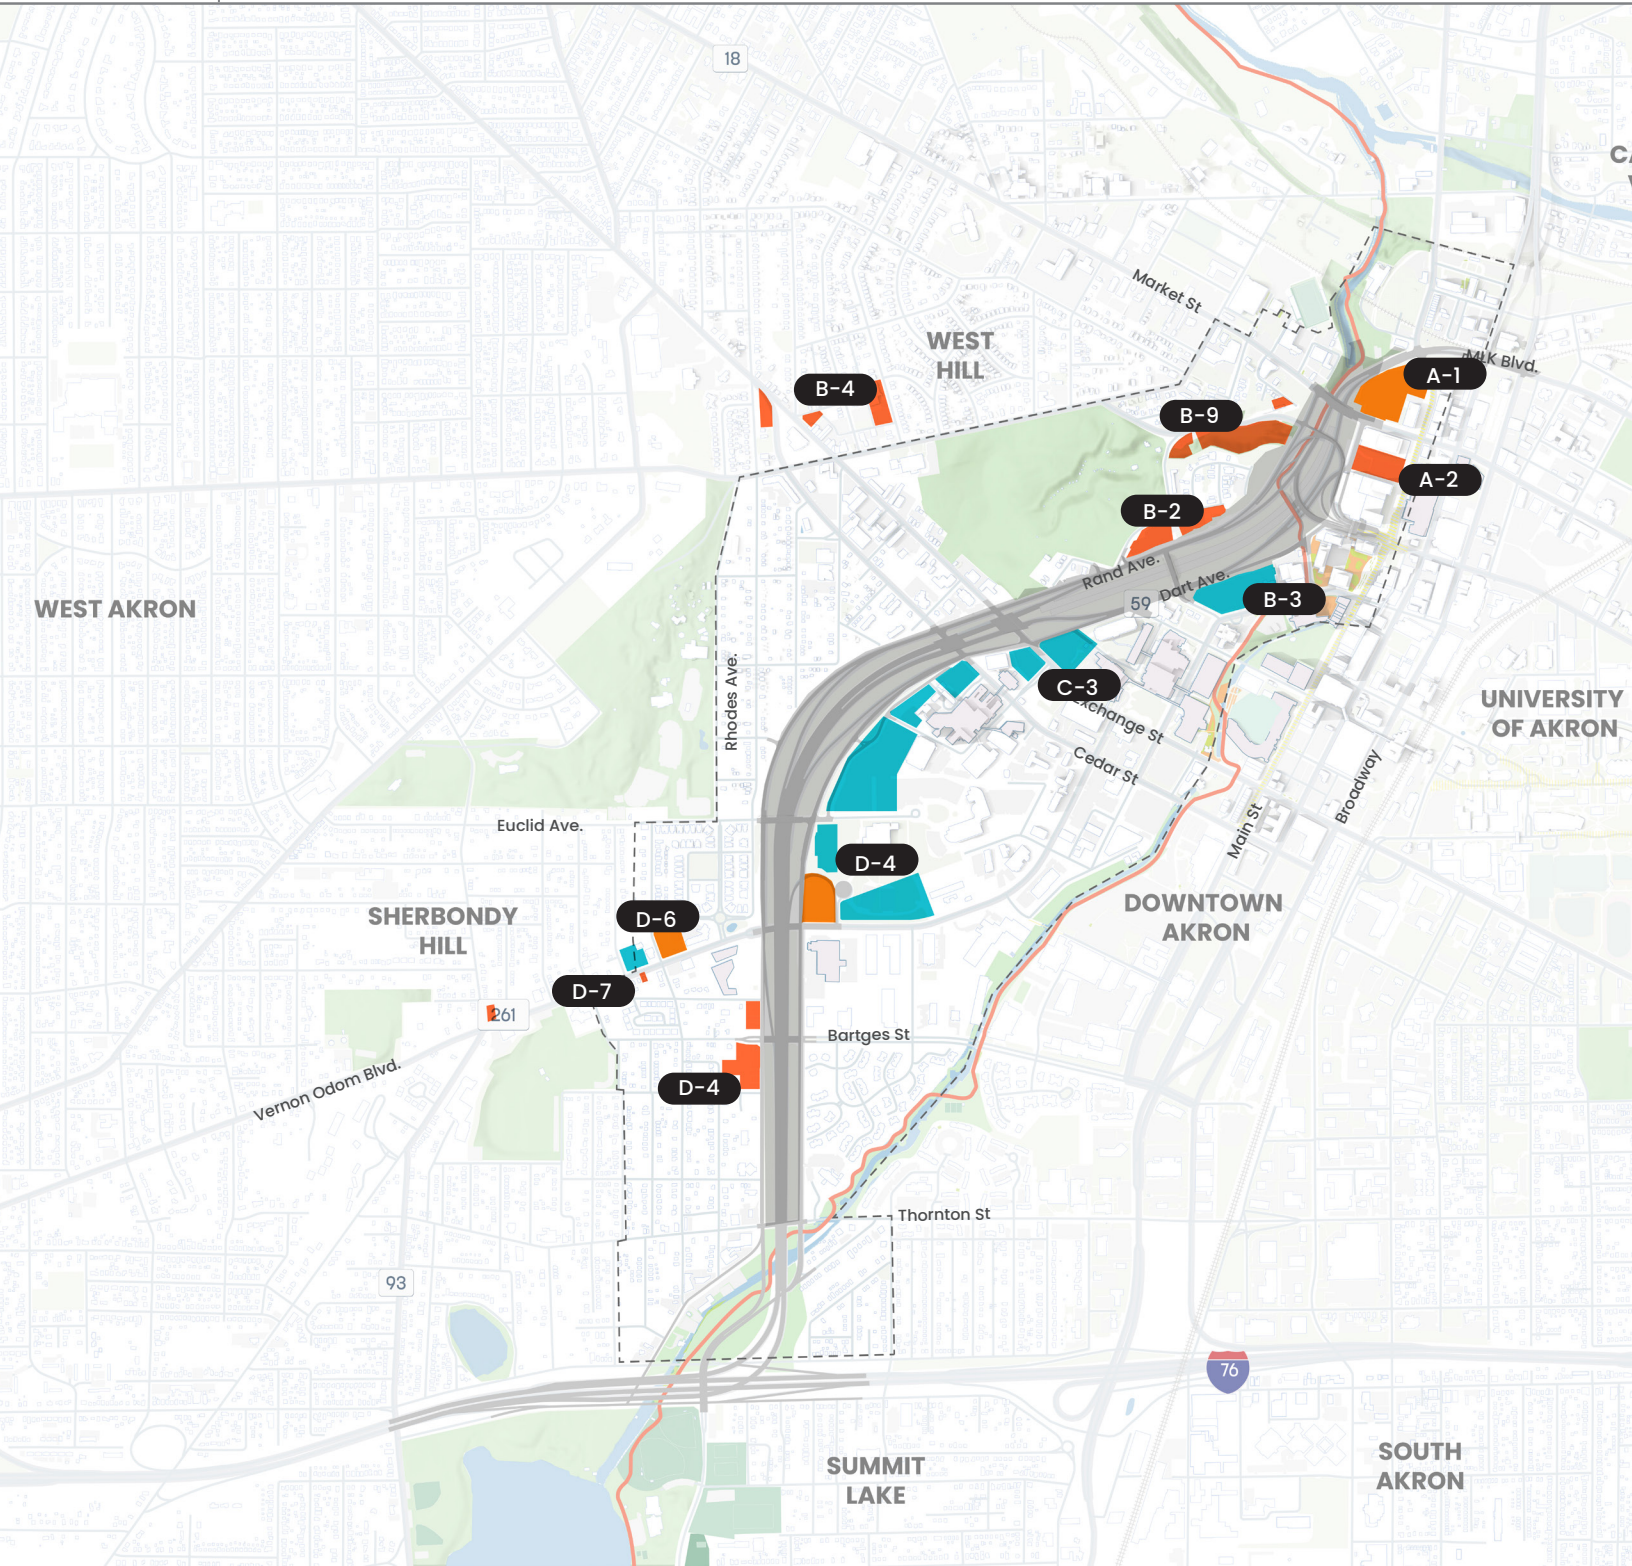 18
CA
Market St
WEST
HILL
MLK Blvd.
A-1
B-4
B-9
A-2
B-2
Rand Ave.
Dart Ave.
59
B-3
WEST AKRON
Rhodes Ave.
C-3
Exchange St
UNIVERSITY
OF AKRON
Cedar St
Broadway
Main St
Euclid Ave.
D-4
SHERBONDY
HILL
D-6
DOWNTOWN
AKRON
D-7
261
Bartges St
Vernon Odom Blvd.
D-4
Thornton St
93
76
SUMMIT
LAKE
SOUTH
AKRON